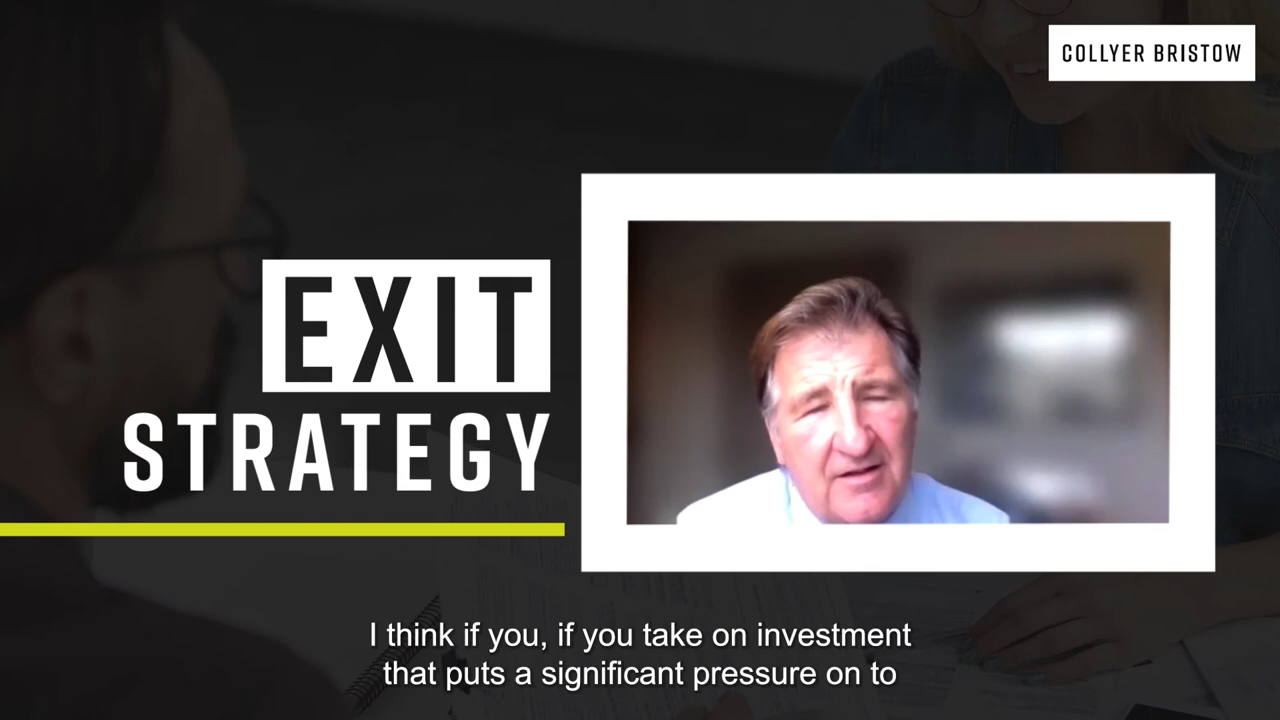 COLLYER BRISTOW
EXIT
STRATEGY
I think if you, if you take on investment
that puts a significant pressure on to